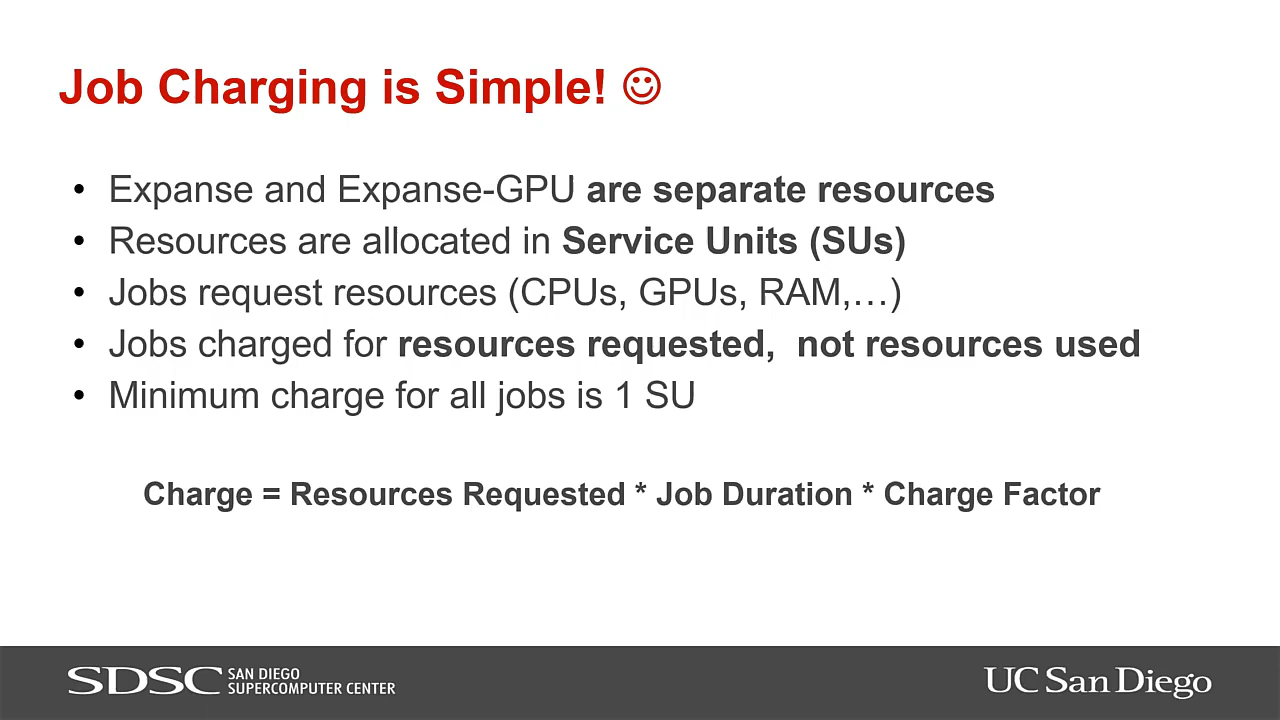 Job Charging is Simple! ☺
• Expanse and Expanse-GPU are separate resources
• Resources are allocated in Service Units (SUs)
• Jobs request resources (CPUs, GPUs, RAM,…)
• Jobs charged for resources requested,  not resources used
• Minimum charge for all jobs is 1 SU
Charge = Resources Requested * Job Duration * Charge Factor
SDSC SAN DIEGO
SUPERCOMPUTER CENTER
UC San Diego